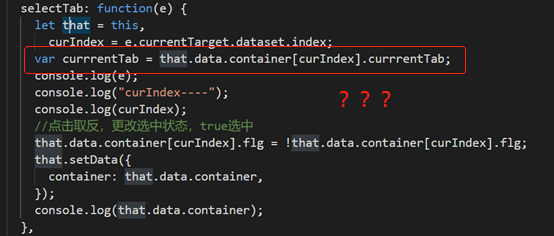 selectTab: function(e) {
let that = this,
curIndex = e.currentTarget.dataset.index;
var currrentTab = that.data.container[curIndex].currrentTab;
console.log(e);
console.log("curIndex----");
console.log(curIndex);
？？？
//点击取反，更改选中状态，true选中
that.data.container[curIndex].flg = !that.data.container[curIndex].flg;
that.setData({
container: that.data.container,
});
console.log(that.data.container);
},